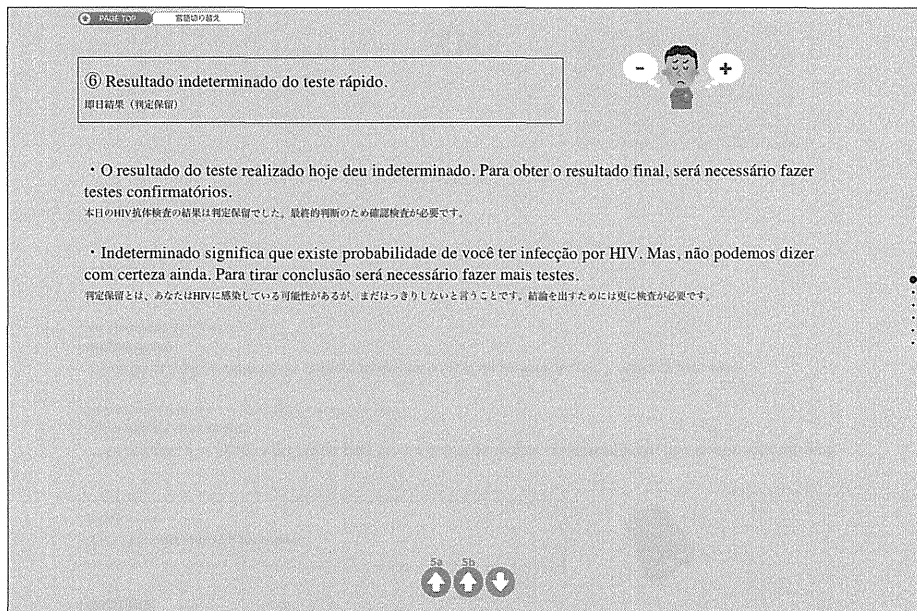 PAGE TOP 言語切り替え
⑥ Resultado indeterminado do teste rápido.
即日結果（判定保留）
・O resultado do teste realizado hoje deu indeterminado. Para obter o resultado final, será necessário fazer
testes confirmatórios.
本日のHIV抗体検査の結果は判定保留でした。最終的判断のため確認検査が必要です。
・Indeterminado significa que existe probabilidade de você ter infecção por HIV. Mas, não podemos dizer
com certeza ainda. Para tirar conclusão será necessário fazer mais testes.
判定保留とは、あなたはHIVに感染している可能性があるが、まだはっきりしないと言うことです。結論を出すためには更に検査が必要です。
5a 5b